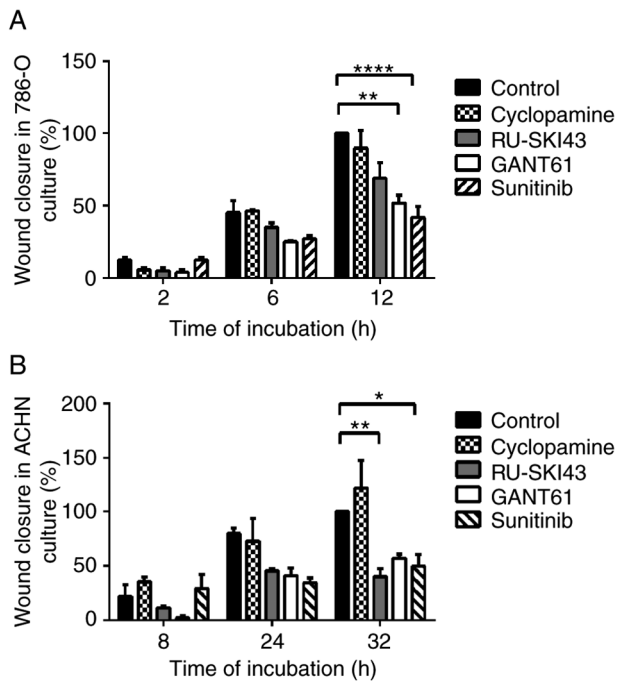 A
Wound closure in 786-O
culture (%)
150
100
50
0
****
**
2
6
12
Time of incubation (h)
Control
Cyclopamine
RU-SKI43
GANT61
Sunitinib
B
Wound closure in ACHN
culture (%)
200
150
100
50
0
*
**
8
24
32
Time of incubation (h)
Control
Cyclopamine
RU-SKI43
GANT61
Sunitinib